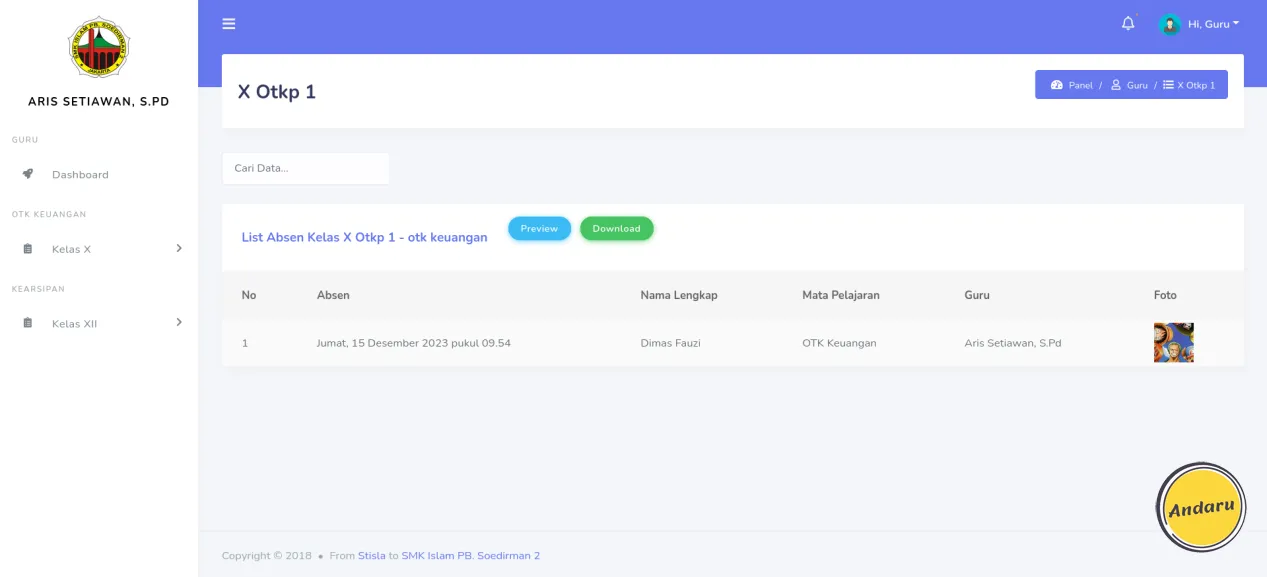 SMK ISLAM PB. SOEDIRMAN 2
JAKARTA
ARIS SETIAWAN, S.PD
GURU
Dashboard
OTK KEUANGAN
Kelas X
KEARSIPAN
Kelas XII
Hi, Guru
X Otkp 1
Panel / Guru / X Otkp 1
Cari Data...
List Absen Kelas X Otkp 1 - otk keuangan Preview Download
No Absen Nama Lengkap Mata Pelajaran Guru Foto
1 Jumat, 15 Desember 2023 pukul 09.54 Dimas Fauzi OTK Keuangan Aris Setiawan, S.Pd
Andaru
Copyright © 2018 • From Stisla to SMK Islam PB. Soedirman 2